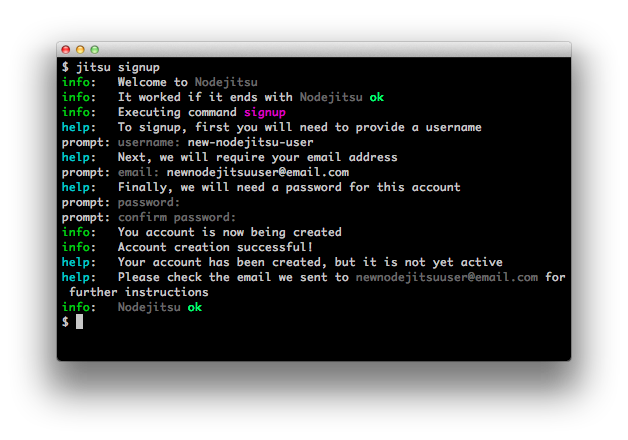 $ jitsu signup
info: Welcome to Nodejitsu
info: It worked if it ends with Nodejitsu ok
info: Executing command signup
help: To signup, first you will need to provide a username
prompt: username: new-nodejitsu-user
help: Next, we will require your email address
prompt: email: newnodejitsuuser@email.com
help: Finally, we will need a password for this account
prompt: password:
prompt: confirm password:
info: You account is now being created
info: Account creation successful!
help: Your account has been created, but it is not yet active
help: Please check the email we sent to newnodejitsuuser@email.com for
further instructions
info: Nodejitsu ok
$